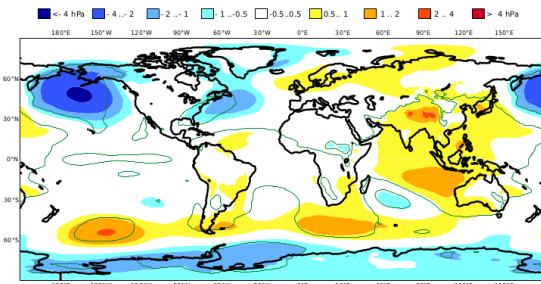 <- 4 hPa - 4 ..- 2 - 2 ..- 1 - 1 ..-0.5 -0.5..0.5 0.5.. 1 1 .. 2 2 .. 4 > 4 hPa
180°E 150°W 120°W 90°W 60°W 30°W 0°E 30°E 60°E 90°E 120°E 150°E
60°N
30°N
0°N
30°S
60°S